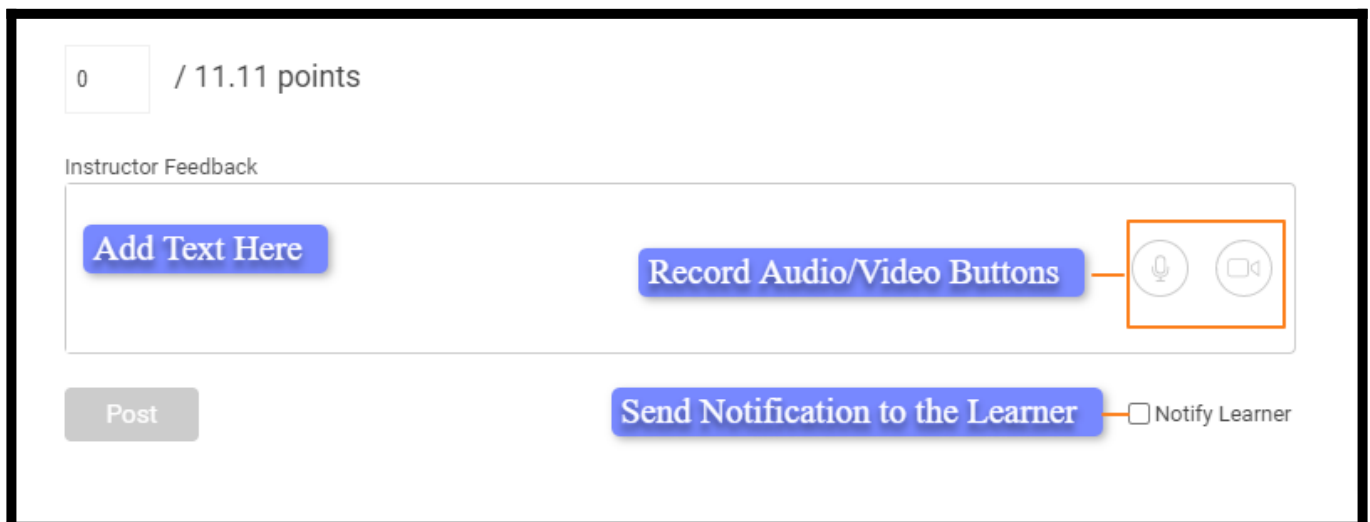 0 / 11.11 points
Instructor Feedback
Add Text Here
Record Audio/Video Buttons
Post
Send Notification to the Learner
Notify Learner